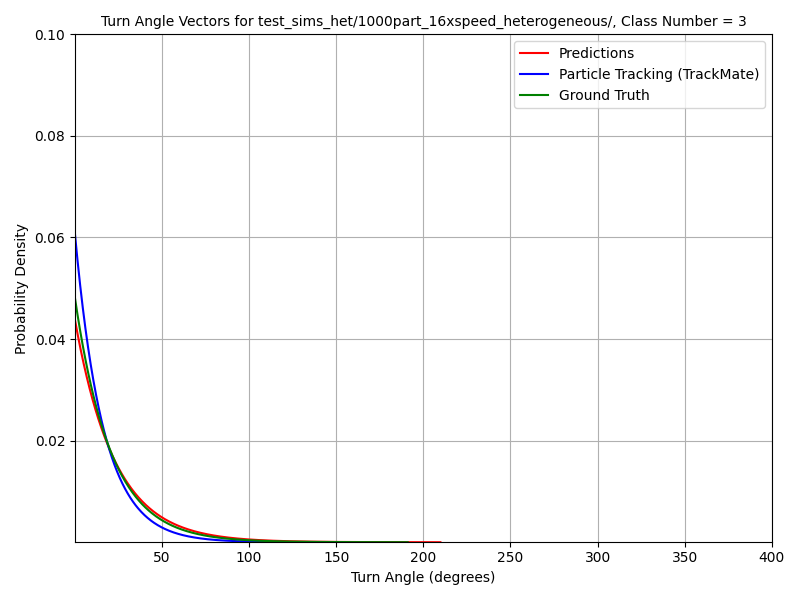 Turn Angle Vectors for test_sims_het/1000part_16xspeed_heterogeneous/, Class Number = 3
Predictions
Particle Tracking (TrackMate)
Ground Truth
Probability Density
0.10
0.08
0.06
0.04
0.02
50 100 150 200 250 300 350 400
Turn Angle (degrees)